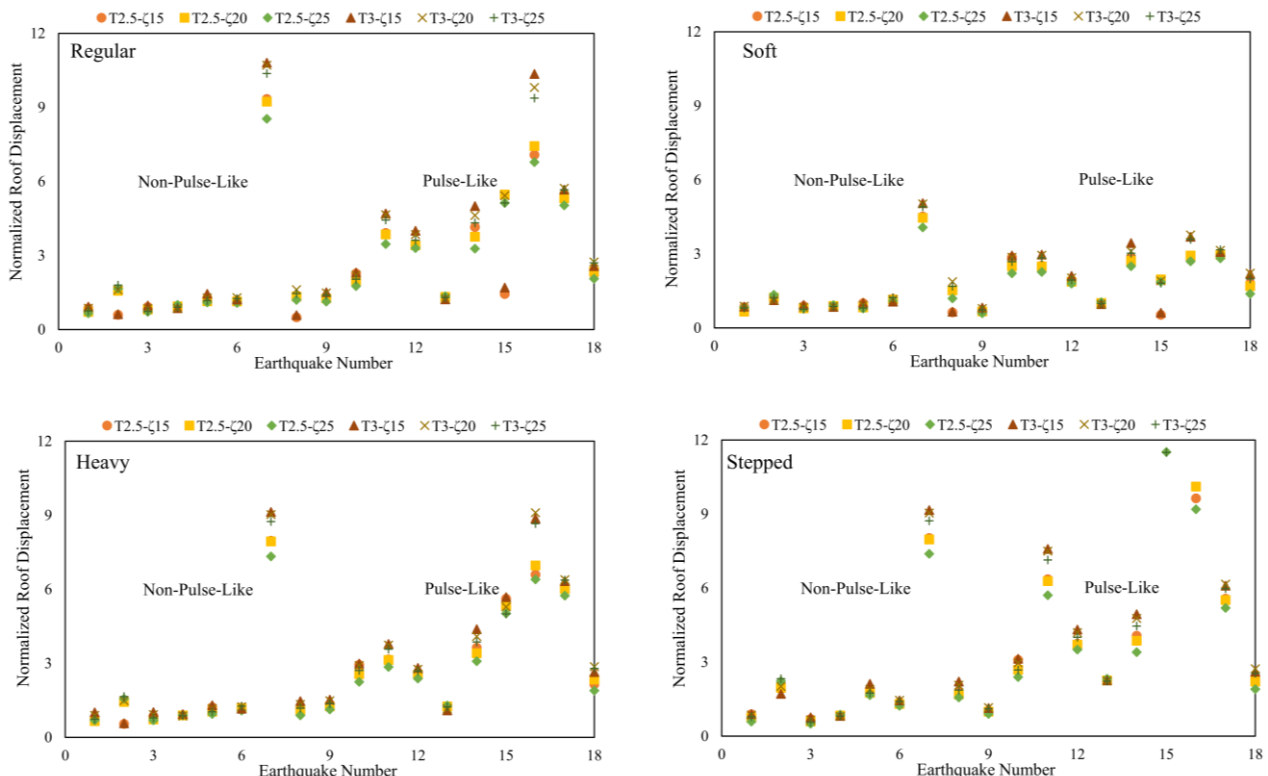 T2.5-ζ15 T2.5-ζ20 T2.5-ζ25 T3-ζ15 T3-ζ20 T3-ζ25
12
9
6
3
0
Normalized Roof Displacement
Regular
Non-Pulse-Like
Pulse-Like
0 3 6 9 12 15 18
Earthquake Number
T2.5-ζ15 T2.5-ζ20 T2.5-ζ25 T3-ζ15 T3-ζ20 T3-ζ25
12
9
6
3
0
Normalized Roof Displacement
Soft
Non-Pulse-Like
Pulse-Like
0 3 6 9 12 15 18
Earthquake Number
T2.5-ζ15 T2.5-ζ20 T2.5-ζ25 T3-ζ15 T3-ζ20 T3-ζ25
12
9
6
3
0
Normalized Roof Displacement
Heavy
Non-Pulse-Like
Pulse-Like
0 3 6 9 12 15 18
Earthquake Number
T2.5-ζ15 T2.5-ζ20 T2.5-ζ25 T3-ζ15 T3-ζ20 T3-ζ25
12
9
6
3
0
Normalized Roof Displacement
Stepped
Non-Pulse-Like
Pulse-Like
0 3 6 9 12 15 18
Earthquake Number